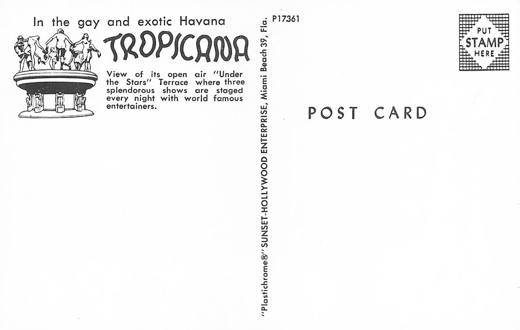 In the gay and exotic Havana
TROPICANA
View of its open air "Under
the Stars" Terrace where three
splendorous shows are staged
every night with world famous
entertainers.
"Plastichrome®" SUNSET-HOLLYWOOD ENTERPRISE, Miami Beach 39, Fla.
P17361
PUT
STAMP
HERE
POST CARD